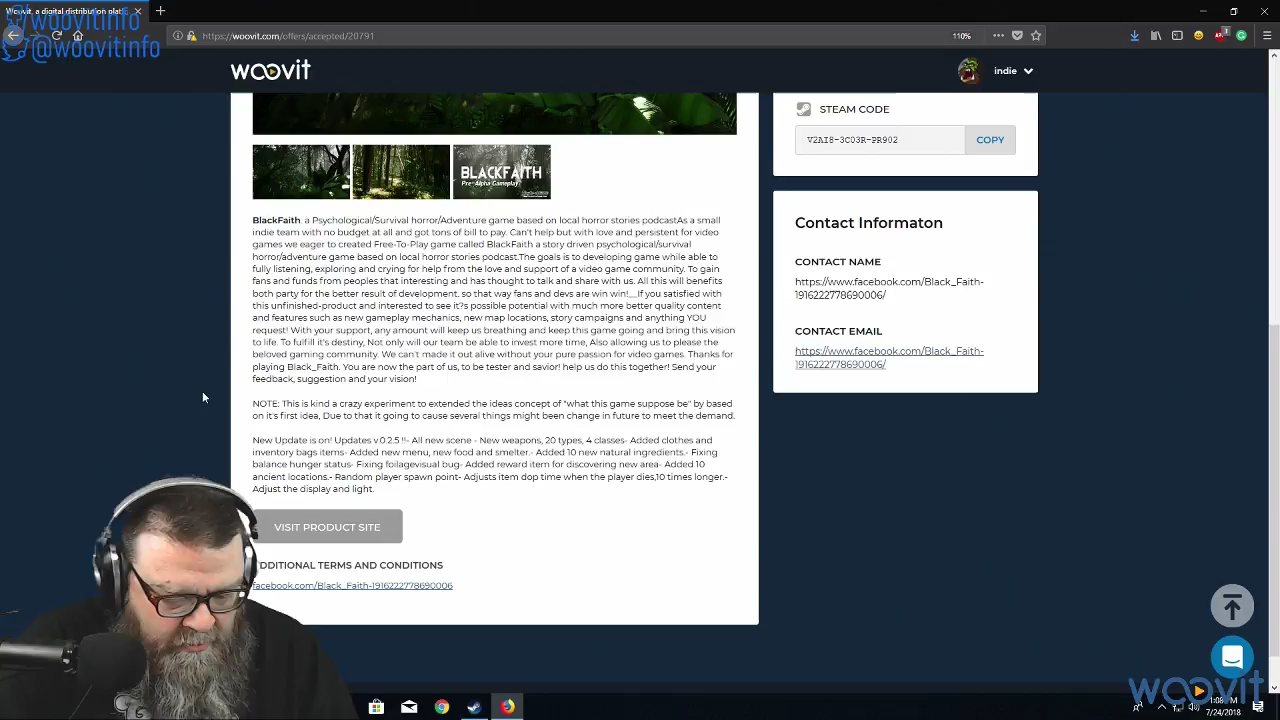 Woovit, a digital distribution plat
/woovitinfo
@woovitinfo
https://woovit.com/offers/accepted/20791
110%
woovit
indie
STEAM CODE
V2AI8-3C03R-PR902
COPY
BLACKFAITH
Pre-Alpha Gameplay
BlackFaith, a Psychological/Survival horror/Adventure game based on local horror stories podcastAs a small
indie team with no budget at all and got tons of bill to pay. Can't help but with love and persistent for video
games we eager to created Free-To-Play game called BlackFaith a story driven psychological/survival
horror/adventure game based on local horror stories podcast.The goals is to developing game while able to
fully listening, exploring and crying for help from the love and support of a video game community. To gain
fans and funds from peoples that interesting and has thought to talk and share with us. All this will benefits
both party for the better result of development. so that way fans and devs are win win!__If you satisfied with
this unfinished-product and interested to see it?s possible potential with much more better quality content
and features such as new gameplay mechanics, new map locations, story campaigns and anything YOU
request! With your support, any amount will keep us breathing and keep this game going and bring this vision
to life. To fulfill it's destiny, Not only will our team be able to invest more time, Also allowing us to please the
beloved gaming community. We can't made it out alive without your pure passion for video games. Thanks for
playing Black_Faith. You are now the part of us, to be tester and savior! help us do this together! Send your
feedback, suggestion and your vision!
NOTE: This is kind a crazy experiment to extended the ideas concept of "what this game suppose be" by based
on it's first idea, Due to that it going to cause several things might been change in future to meet the demand.
New Update is on! Updates v.0.2.5 !!- All new scene - New weapons, 20 types, 4 classes- Added clothes and
inventory bags items- Added new menu, new food and smelter.- Added 10 new natural ingredients.- Fixing
balance hunger status- Fixing foilagevisual bug- Added reward item for discovering new area- Added 10
ancient locations.- Random player spawn point- Adjusts item dop time when the player dies,10 times longer.-
Adjust the display and light.
VISIT PRODUCT SITE
DDITIONAL TERMS AND CONDITIONS
facebook.com/Black_Faith-1916222778690006
Contact Informaton
CONTACT NAME
https://www.facebook.com/Black_Faith-
1916222778690006/
CONTACT EMAIL
https://www.facebook.com/Black_Faith-
1916222778690006/
woovit
7/24/2018